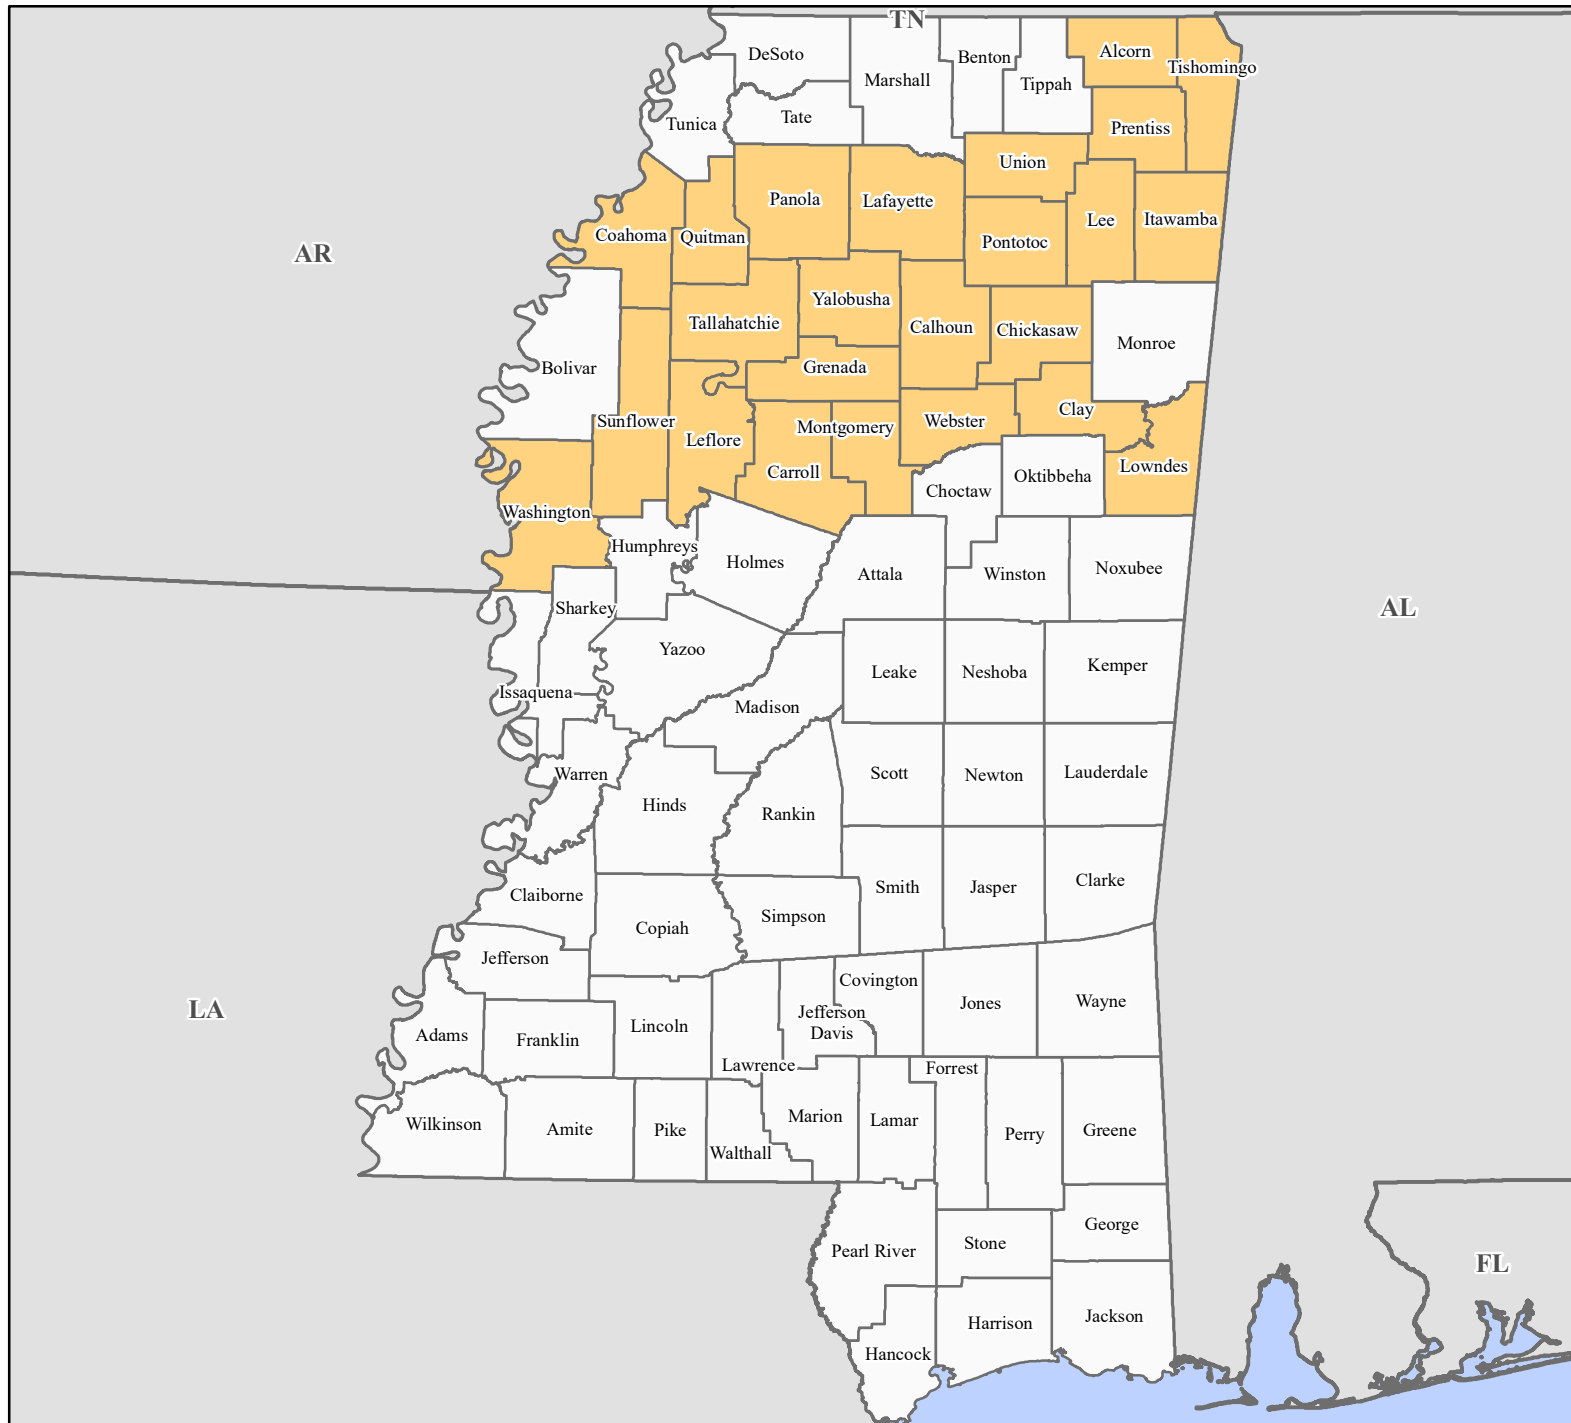 TN
DeSoto
Marshall
Benton
Tippah
Alcorn
Tishomingo
Tunica
Tate
Prentiss
Union
Panola
Lafayette
Coahoma
Quitman
Pontotoc
Lee
Itawamba
AR
Tallahatchie
Yalobusha
Calhoun
Chickasaw
Monroe
Bolivar
Grenada
Sunflower
Leflore
Montgomery
Webster
Clay
Carroll
Lowndes
Choctaw
Oktibbeha
Washington
Humphreys
Holmes
Attala
Winston
Noxubee
Sharkey
AL
Yazoo
Leake
Neshoba
Kemper
Issaquena
Madison
Warren
Scott
Newton
Lauderdale
Hinds
Rankin
Claiborne
Smith
Jasper
Clarke
Copiah
Simpson
Jefferson
Covington
LA
Adams
Franklin
Lincoln
Jefferson
Davis
Jones
Wayne
Lawrence
Forrest
Wilkinson
Amite
Pike
Walthall
Marion
Lamar
Perry
Greene
Pearl River
Stone
George
FL
Hancock
Harrison
Jackson